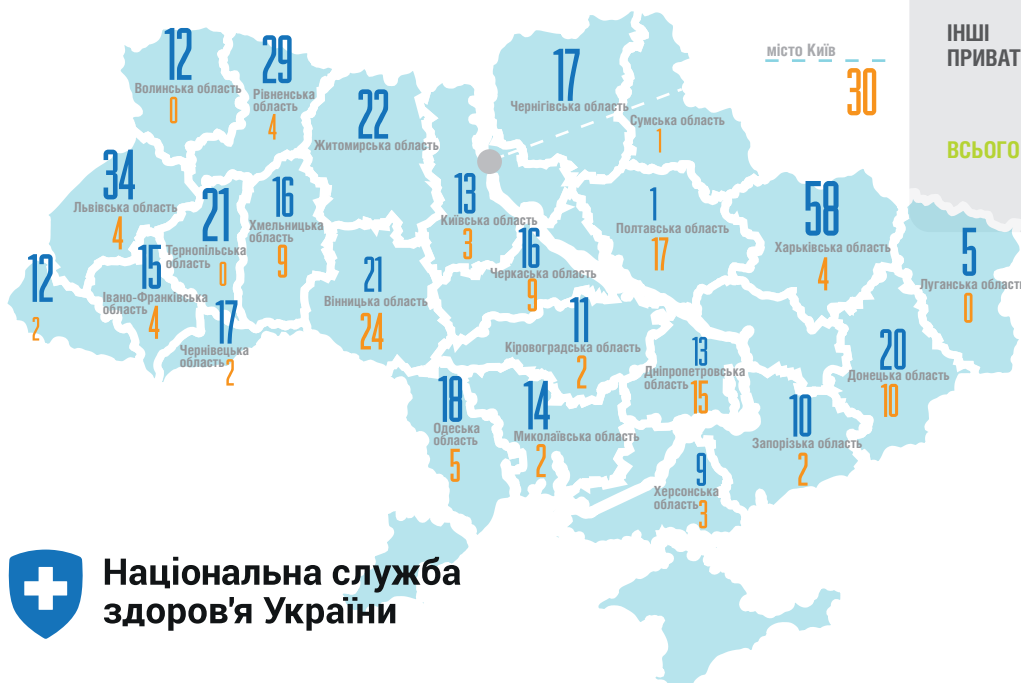 ІНШІ
ПРИВАТ
місто Київ
30
ВСЬОГО
12
Волинська область
0
29
Рівненська
область
4
22
Житомирська область
17
Чернігівська область
Сумська область
1
34
Львівська область
4
21
Тернопільська
область
0
16
Хмельницька
область
9
13
Київська область
3
1
Полтавська область
17
58
Харьківська область
4
5
Луганська область
0
12
2
15
Івано-Франківська
область
4
17
Чернівецька
область
2
21
Вінницька область
24
16
Черкаська область
9
11
Кіровоградська область
2
13
Дніпропетровська
область
15
20
Донецька область
10
18
Одеська
область
5
14
Миколаївська область
2
10
Запорізька область
2
9
Херсонська
область
3
Національна служба
здоров'я України